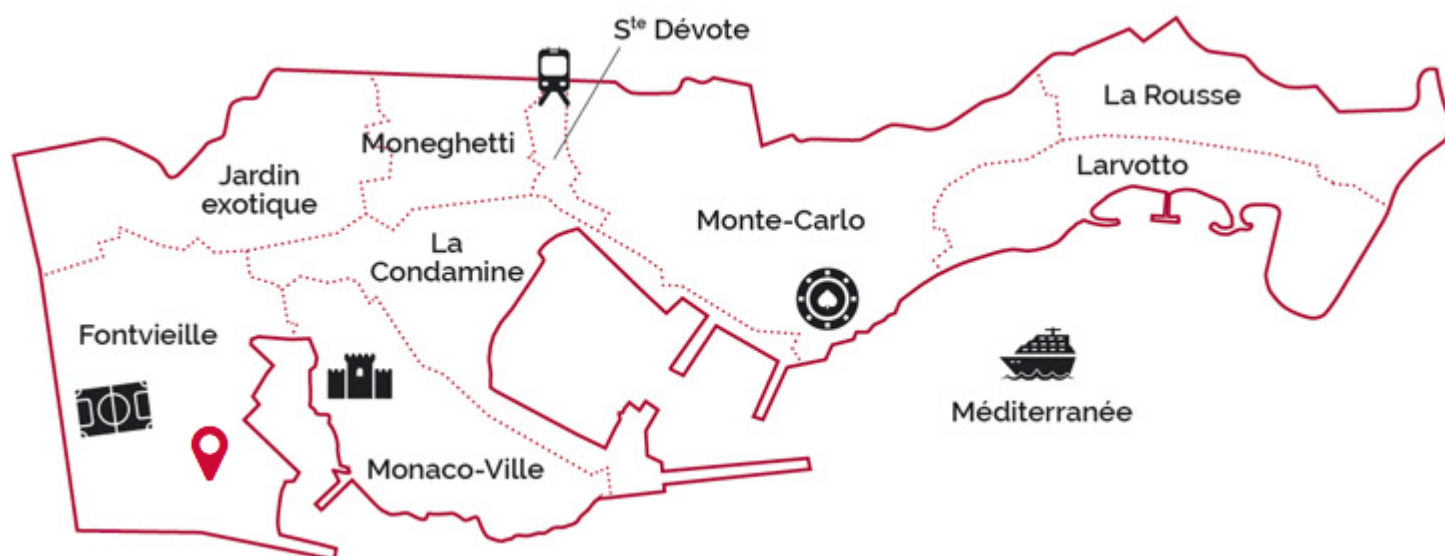 Sᵗᵉ Dévote
La Rousse
Moneghetti
Larvotto
Jardin
exotique
Monte-Carlo
La
Condamine
Fontvieille
Méditerranée
Monaco-Ville